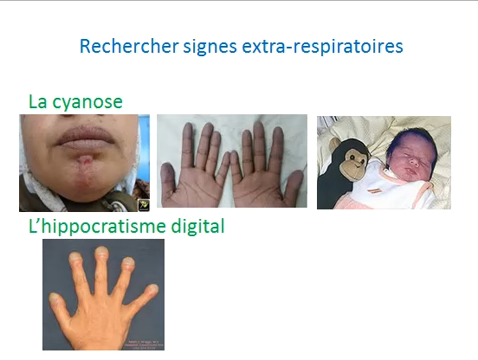 Rechercher signes extra-respiratoires
La cyanose
L’hippocratisme digital